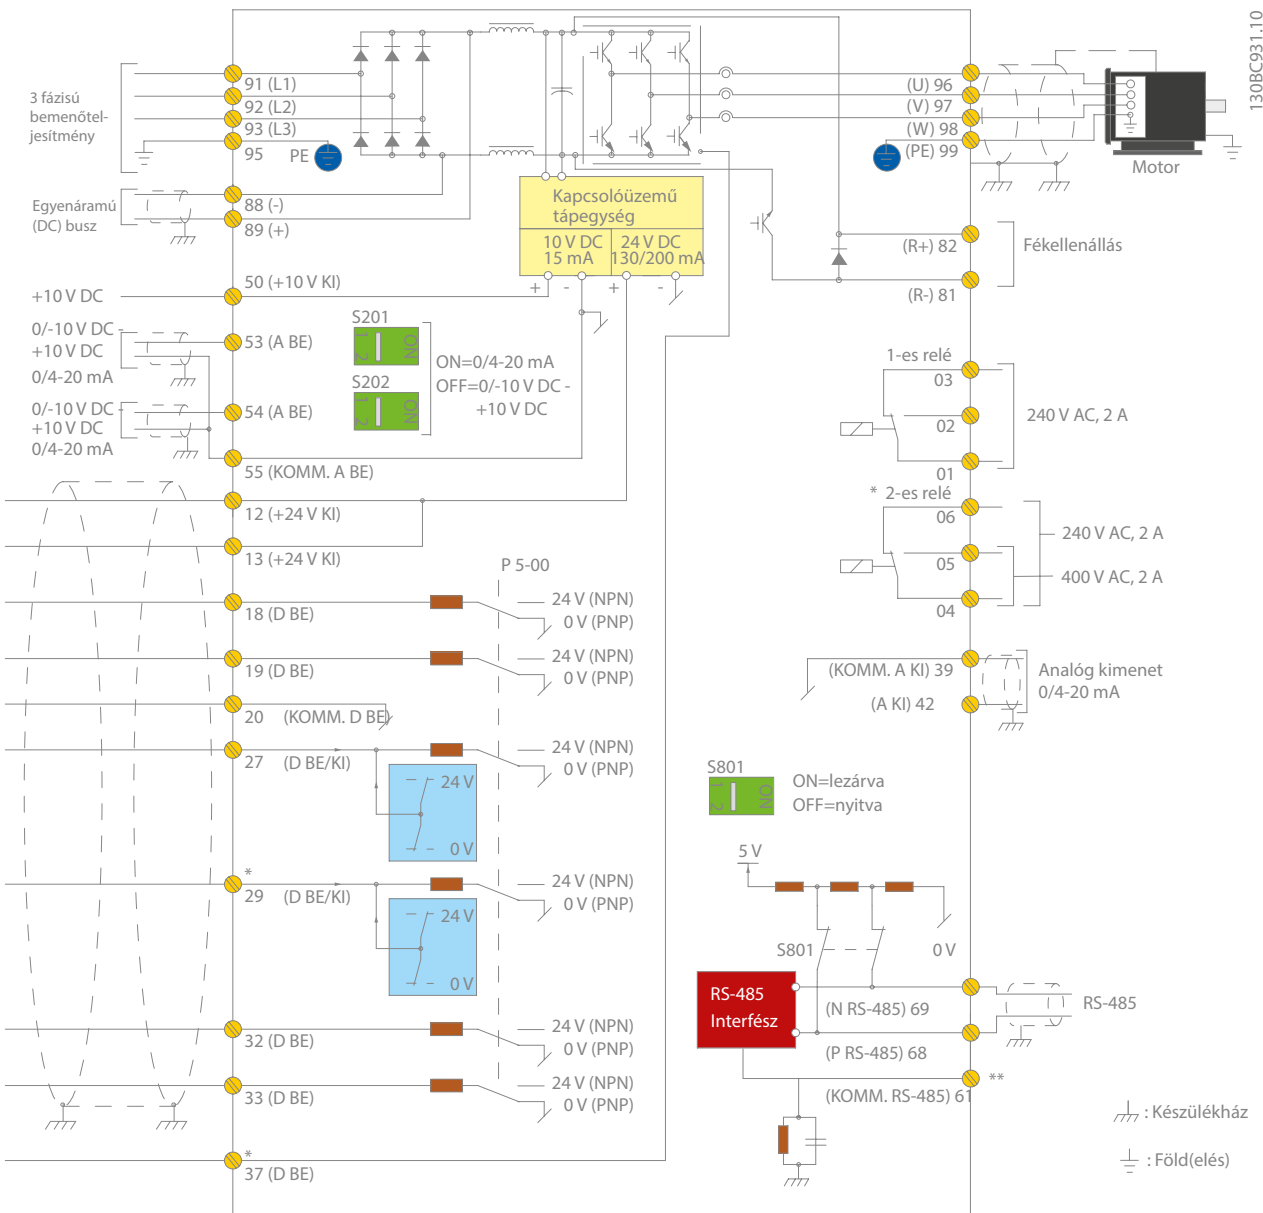 130BC931.10
3 fázisú
bemenőtel-
jesítmény
91 (L1)
92 (L2)
93 (L3)
95
PE
(U) 96
(V) 97
(W) 98
(PE) 99
Motor
Egyenáramú
(DC) busz
88 (-)
89 (+)
Kapcsolóüzemű
tápegység
10 V DC
15 mA
24 V DC
130/200 mA
+
-
+
-
(R+) 82
(R-) 81
Fékellenállás
+10 V DC
50 (+10 V KI)
0/-10 V DC -
+10 V DC
0/4-20 mA
53 (A BE)
0/-10 V DC -
+10 V DC
0/4-20 mA
54 (A BE)
55 (KOMM. A BE)
S201
1 2
ON
S202
1 2
ON
ON=0/4-20 mA
OFF=0/-10 V DC -
+10 V DC
1-es relé
03
02
01
240 V AC, 2 A
* 2-es relé
06
05
04
240 V AC, 2 A
400 V AC, 2 A
12 (+24 V KI)
13 (+24 V KI)
P 5-00
18 (D BE)
24 V (NPN)
0 V (PNP)
19 (D BE)
24 V (NPN)
0 V (PNP)
20 (KOMM. D BE)
27 (D BE/KI)
24 V (NPN)
0 V (PNP)
24 V
0 V
*
29 (D BE/KI)
24 V (NPN)
0 V (PNP)
24 V
0 V
32 (D BE)
24 V (NPN)
0 V (PNP)
33 (D BE)
24 V (NPN)
0 V (PNP)
*
37 (D BE)
(KOMM. A KI) 39
(A KI) 42
Analóg kimenet
0/4-20 mA
S801
1 2
ON
ON=lezárva
OFF=nyitva
5 V
S801
0 V
RS-485
Interfész
(N RS-485) 69
(P RS-485) 68
(KOMM. RS-485) 61
**
RS-485
: Készülékház
: Föld(elés)